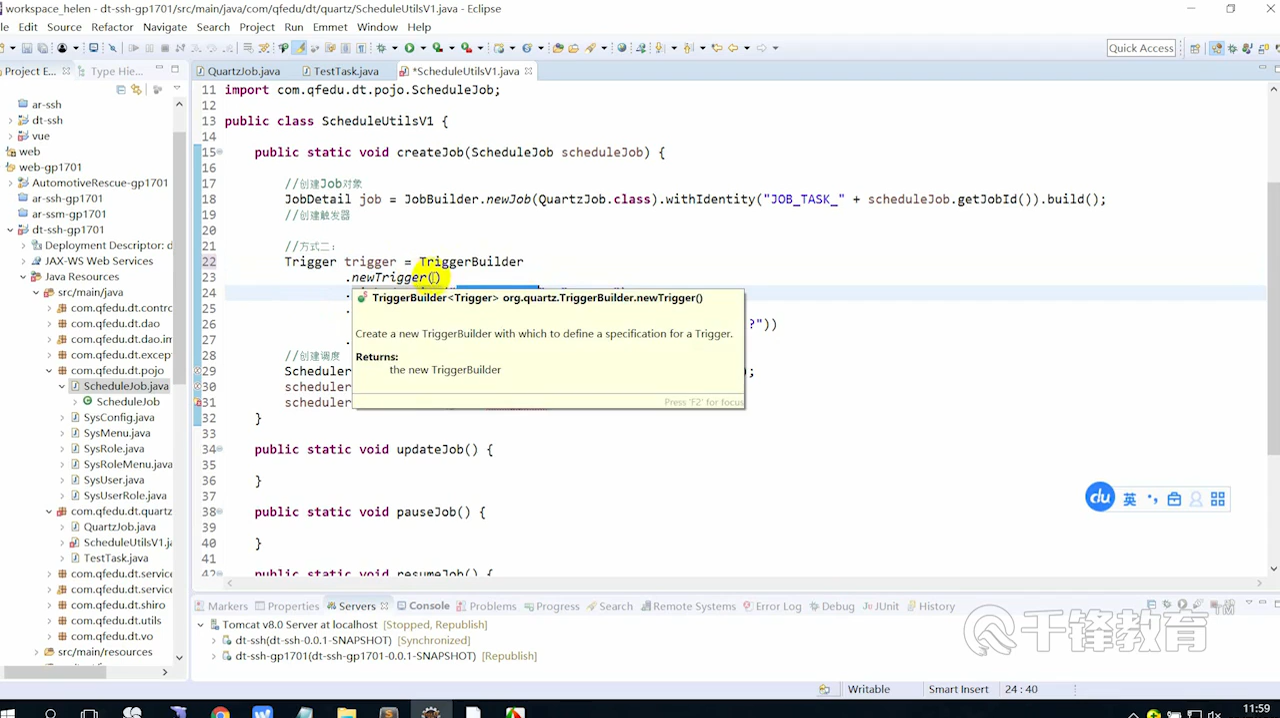 workspace_helen - dt-ssh-gp1701/src/main/java/com/qfedu/dt/quartz/ScheduleUtilsV1.java - Eclipse
Edit Source Refactor Navigate Search Project Run Emmet Window Help
Quick Access
Project E... Type Hie...
QuartzJob.java TestTask.java *ScheduleUtilsV1.java
ar-ssh
dt-ssh
vue
web
web-gp1701
AutomotiveRescue-gp1701
ar-ssh-gp1701
ar-ssm-gp1701
dt-ssh-gp1701
Deployment Descriptor: d
JAX-WS Web Services
Java Resources
src/main/java
com.qfedu.dt.contro
com.qfedu.dt.dao
com.qfedu.dt.dao.im
com.qfedu.dt.except
com.qfedu.dt.pojo
ScheduleJob.java
ScheduleJob
SysConfig.java
SysMenu.java
SysRole.java
SysRoleMenu.java
SysUser.java
SysUserRole.java
com.qfedu.dt.quartz
QuartzJob.java
ScheduleUtilsV1.ja
TestTask.java
com.qfedu.dt.service
com.qfedu.dt.service
com.qfedu.dt.shiro
com.qfedu.dt.utils
com.qfedu.dt.vo
src/main/resources
11 import com.qfedu.dt.pojo.ScheduleJob;
12
13 public class ScheduleUtilsV1 {
14
15 public static void createJob(ScheduleJob scheduleJob) {
16
17 //创建Job对象
18 JobDetail job = JobBuilder.newJob(QuartzJob.class).withIdentity("JOB_TASK_" + scheduleJob.getJobId()).build();
19 //创建触发器
20
21 //方式二：
22 Trigger trigger = TriggerBuilder
23 .newTrigger()
24
25
26 ?"))
27
28 //创建调度
29 Scheduler ;
30 scheduler
31 scheduler
32 }
33
34 public static void updateJob() {
35
36 }
37
38 public static void pauseJob() {
39
40 }
41
42 public static void resumeJob() {
TriggerBuilder<Trigger> org.quartz.TriggerBuilder.newTrigger()
Create a new TriggerBuilder with which to define a specification for a Trigger.
Returns:
the new TriggerBuilder
Press 'F2' for focus
du 英
Markers Properties Servers Console Problems Progress Search Remote Systems Error Log Debug JUnit History
Tomcat v8.0 Server at localhost [Stopped, Republish]
dt-ssh(dt-ssh-0.0.1-SNAPSHOT) [Synchronized]
dt-ssh-gp1701(dt-ssh-gp1701-0.0.1-SNAPSHOT) [Republish]
千锋教育 TM
Writable Smart Insert 24 : 40
11:59